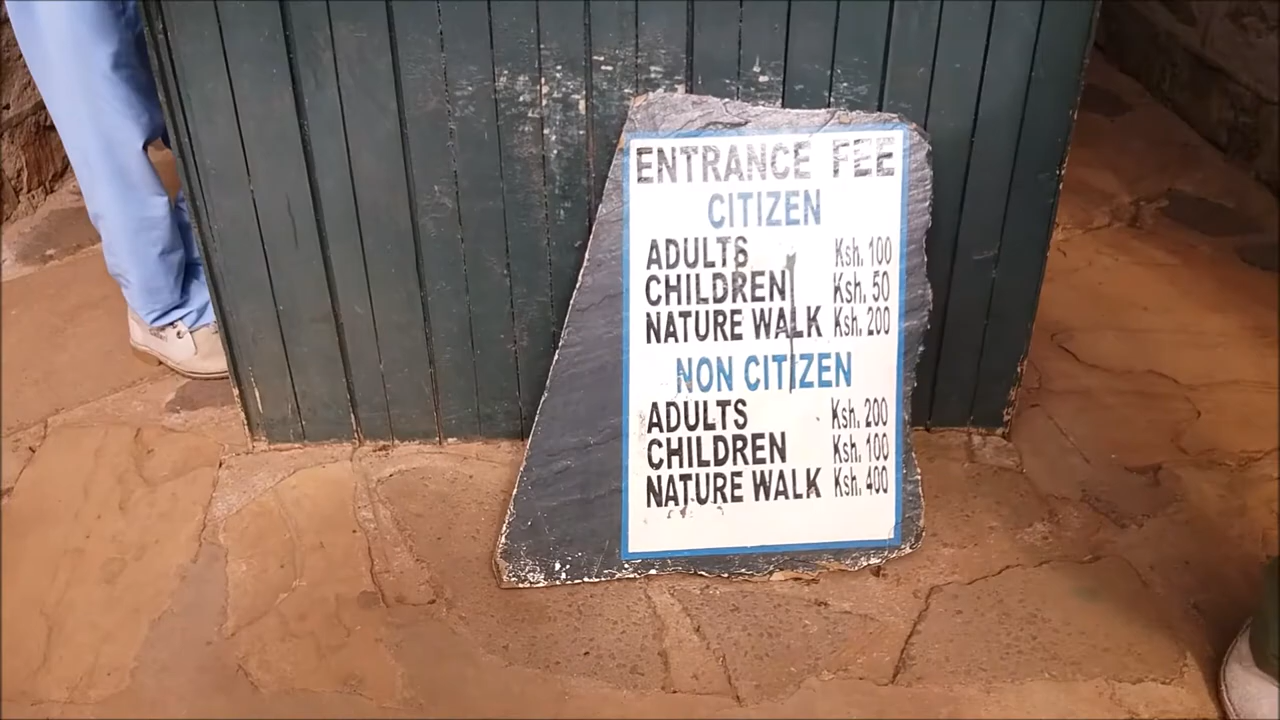 ENTRANCE FEE
CITIZEN
ADULTS Ksh. 100
CHILDREN Ksh. 50
NATURE WALK Ksh. 200
NON CITIZEN
ADULTS Ksh. 200
CHILDREN Ksh. 100
NATURE WALK Ksh. 400